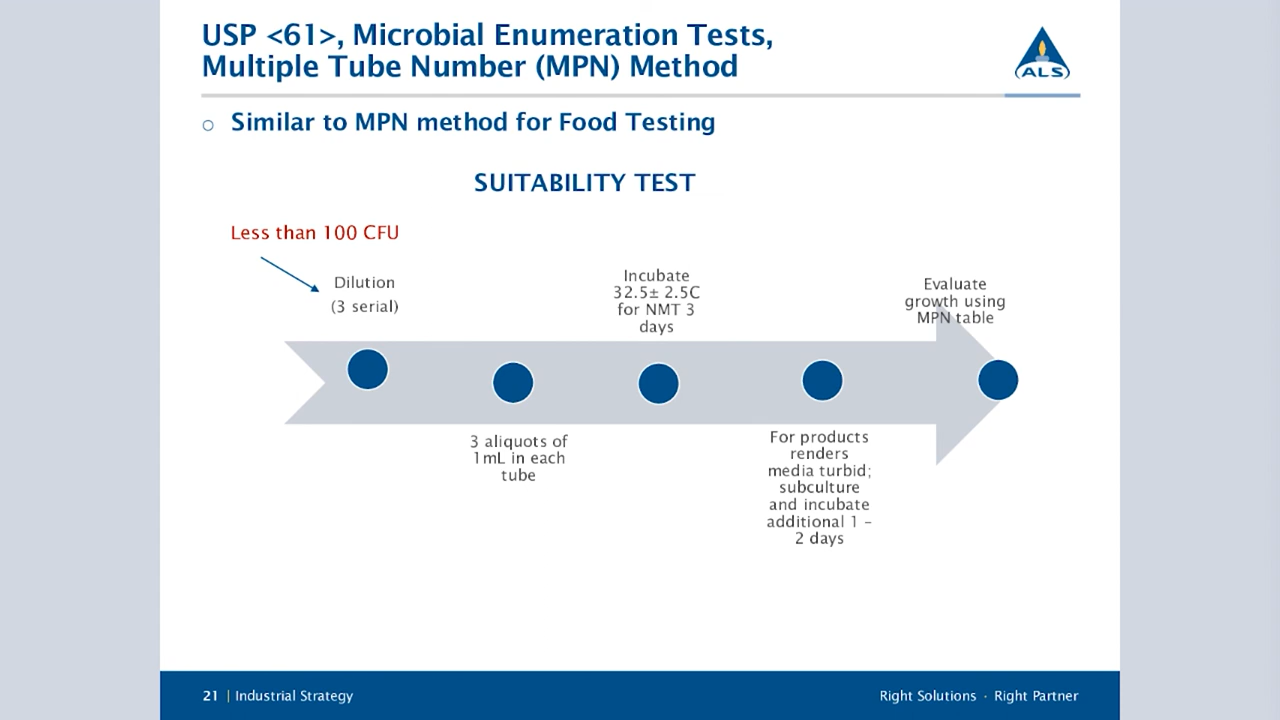 USP <61>, Microbial Enumeration Tests,
Multiple Tube Number (MPN) Method
ALS
Similar to MPN method for Food Testing
SUITABILITY TEST
Less than 100 CFU
Dilution
(3 serial)
3 aliquots of
1mL in each
tube
Incubate
32.5± 2.5C
for NMT 3
days
For products
renders
media turbid;
subculture
and incubate
additional 1 –
2 days
Evaluate
growth using
MPN table
21 | Industrial Strategy
Right Solutions · Right Partner